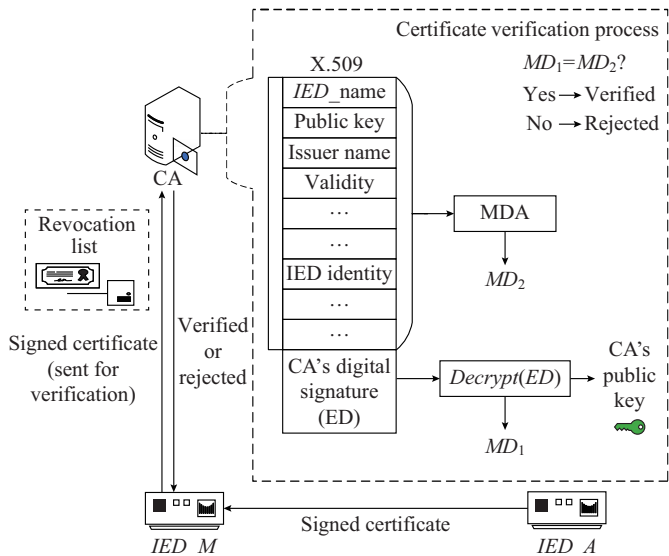 Certificate verification process
MD₁=MD₂?
Yes → Verified
No → Rejected
X.509
IED_name
Public key
Issuer name
Validity
…
…
IED identity
…
…
CA's digital
signature
(ED)
MDA
MD₂
Decrypt(ED)
MD₁
CA's
public
key
CA
Revocation
list
Signed certificate
(sent for
verification)
Verified
or
rejected
Signed certificate
IED_M
IED_A